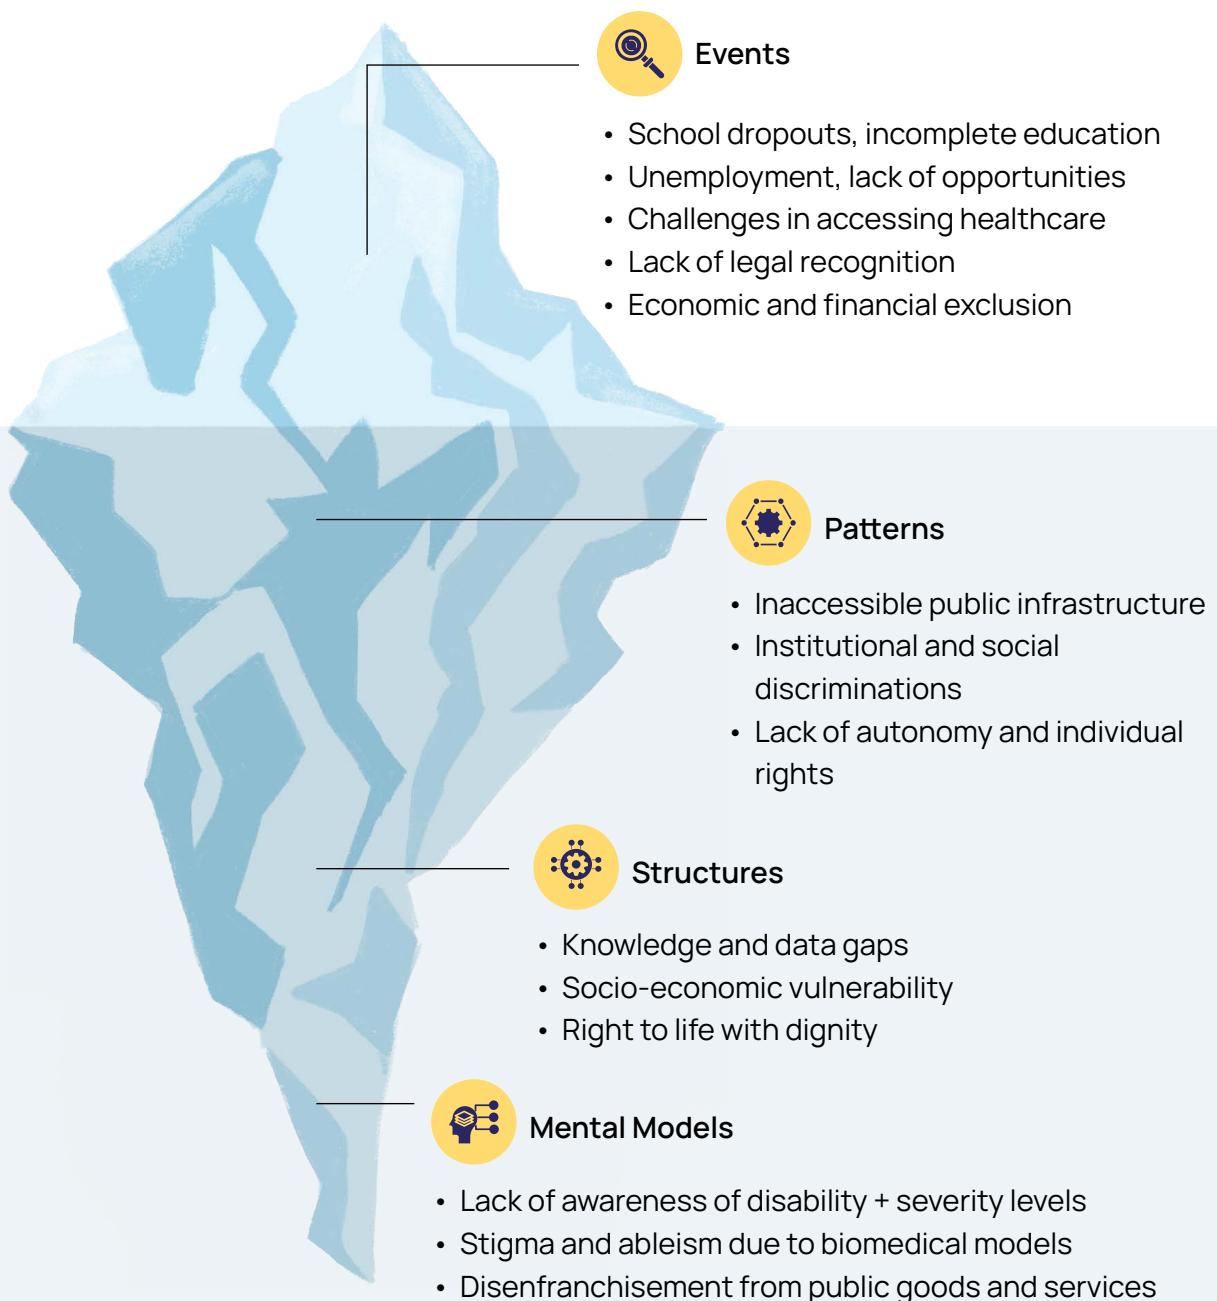 Events
• School dropouts, incomplete education
• Unemployment, lack of opportunities
• Challenges in accessing healthcare
• Lack of legal recognition
• Economic and financial exclusion
Patterns
• Inaccessible public infrastructure
• Institutional and social
discriminations
• Lack of autonomy and individual
rights
Structures
• Knowledge and data gaps
• Socio-economic vulnerability
• Right to life with dignity
Mental Models
• Lack of awareness of disability + severity levels
• Stigma and ableism due to biomedical models
• Disenfranchisement from public goods and services